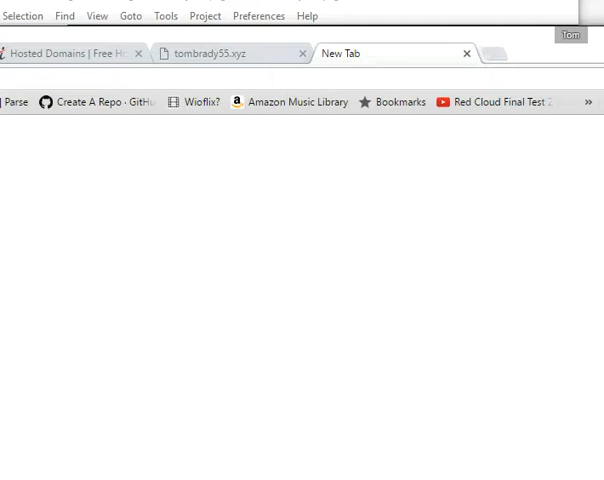 Selection Find View Goto Tools Project Preferences Help
Tom
Hosted Domains | Free Ho
tombrady55.xyz
New Tab
Parse
Create A Repo · GitHu
Wioflix?
Amazon Music Library
Bookmarks
Red Cloud Final Test 2
»